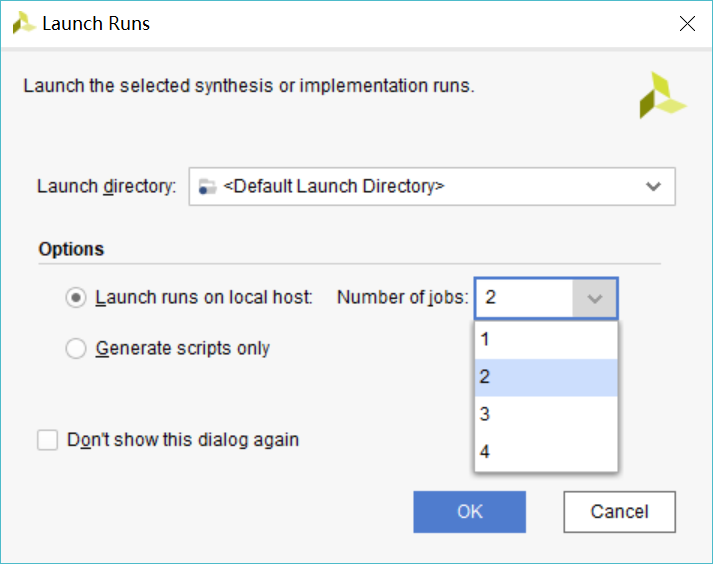 Launch Runs
Launch the selected synthesis or implementation runs.
Launch directory: <Default Launch Directory>
Options
Launch runs on local host: Number of jobs: 2
1
Generate scripts only
2
3
Don't show this dialog again
4
OK Cancel